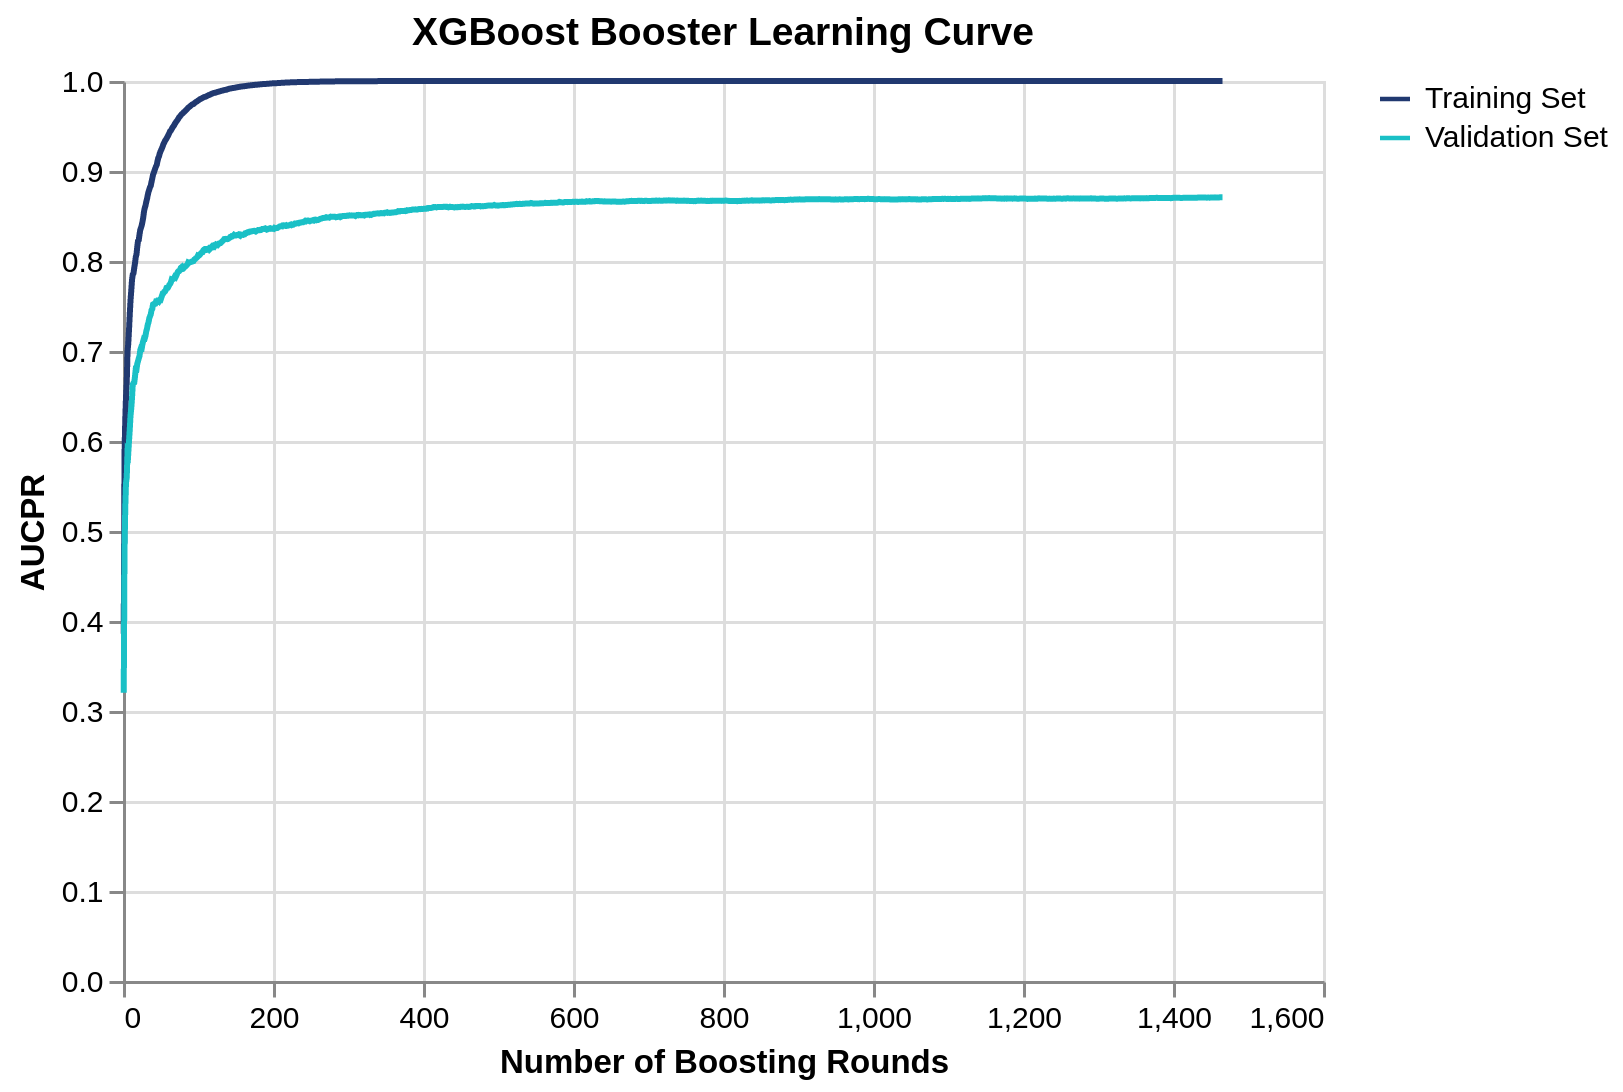 XGBoost Booster Learning Curve
Training Set
Validation Set
AUCPR
1.0
0.9
0.8
0.7
0.6
0.5
0.4
0.3
0.2
0.1
0.0
0 200 400 600 800 1,000 1,200 1,400 1,600
Number of Boosting Rounds